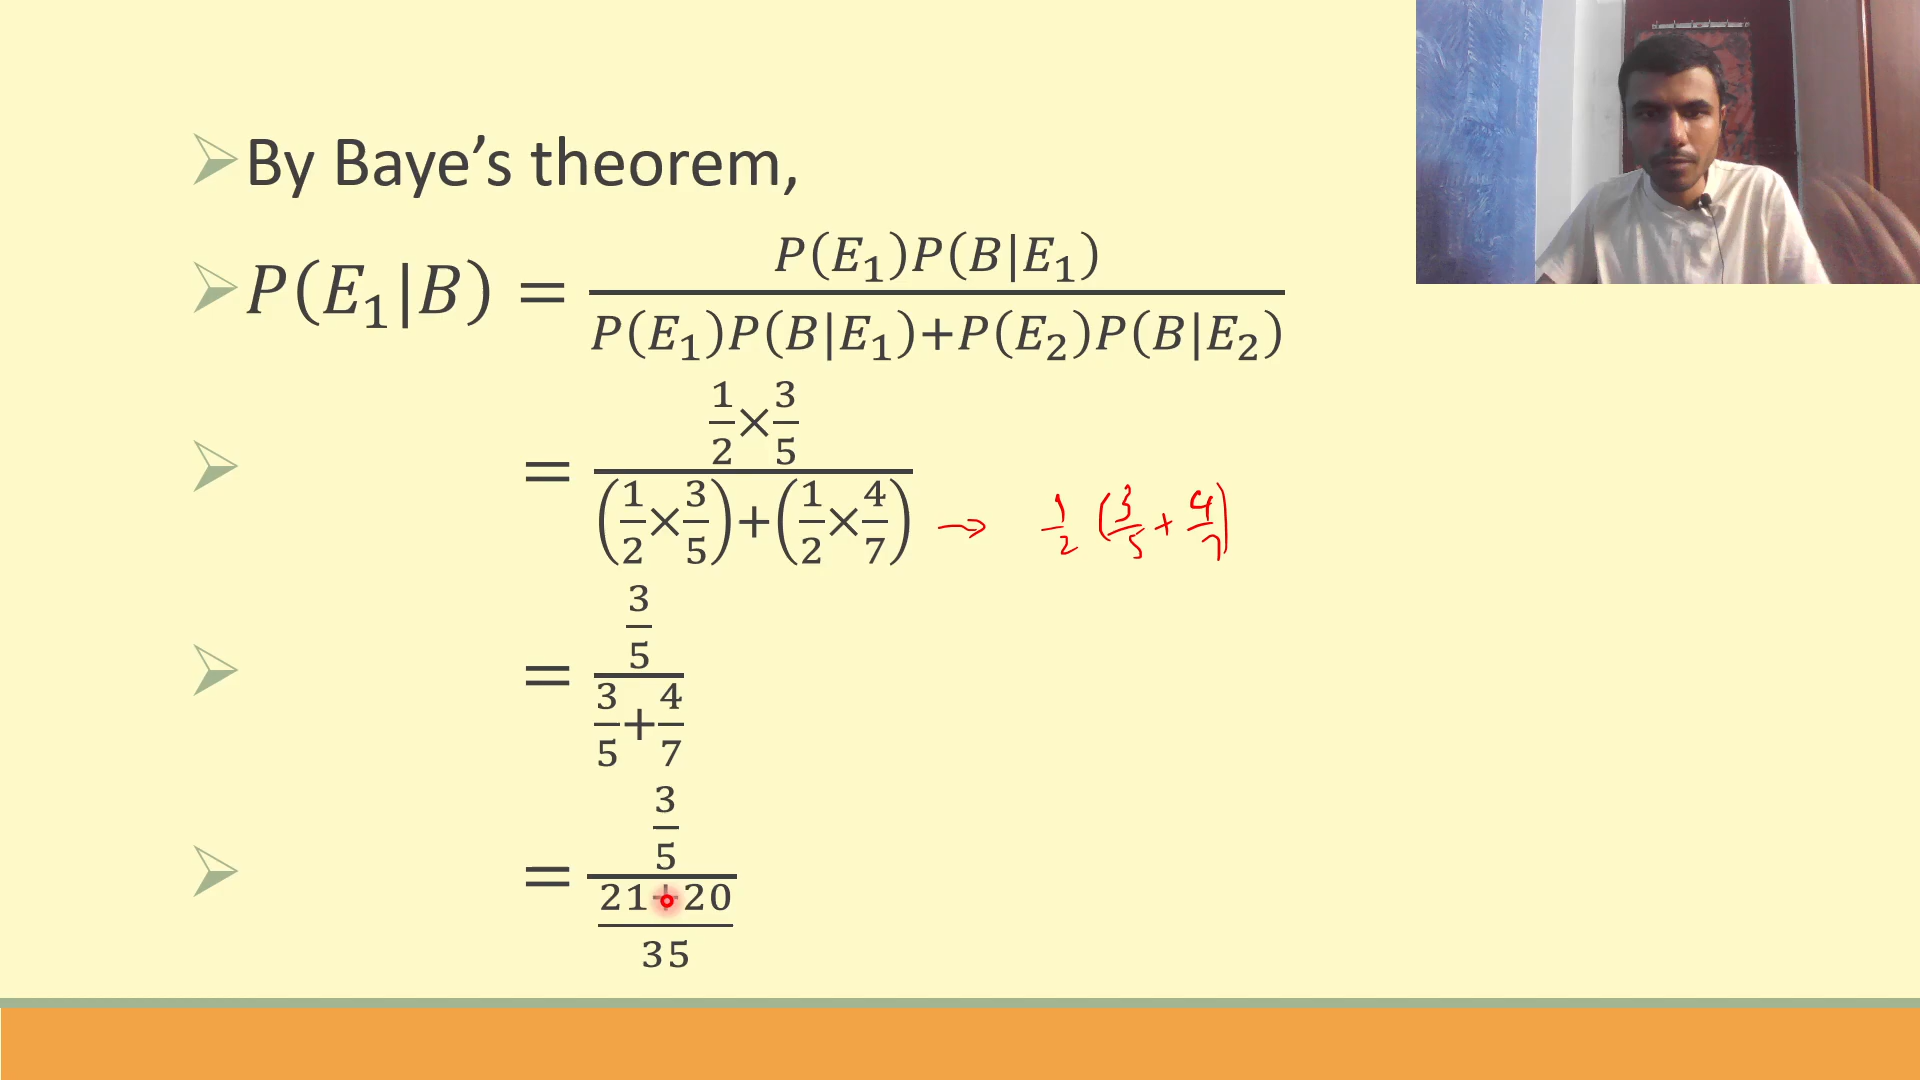 By Baye's theorem,
P(E₁|B) = P(E₁)P(B|E₁) / P(E₁)P(B|E₁)+P(E₂)P(B|E₂)
= 1/2×3/5 / (1/2×3/5)+(1/2×4/7) → 1/2 (3/5 + 4/7)
= 3/5 / 3/5+4/7
= 3/5 / 21+20/35